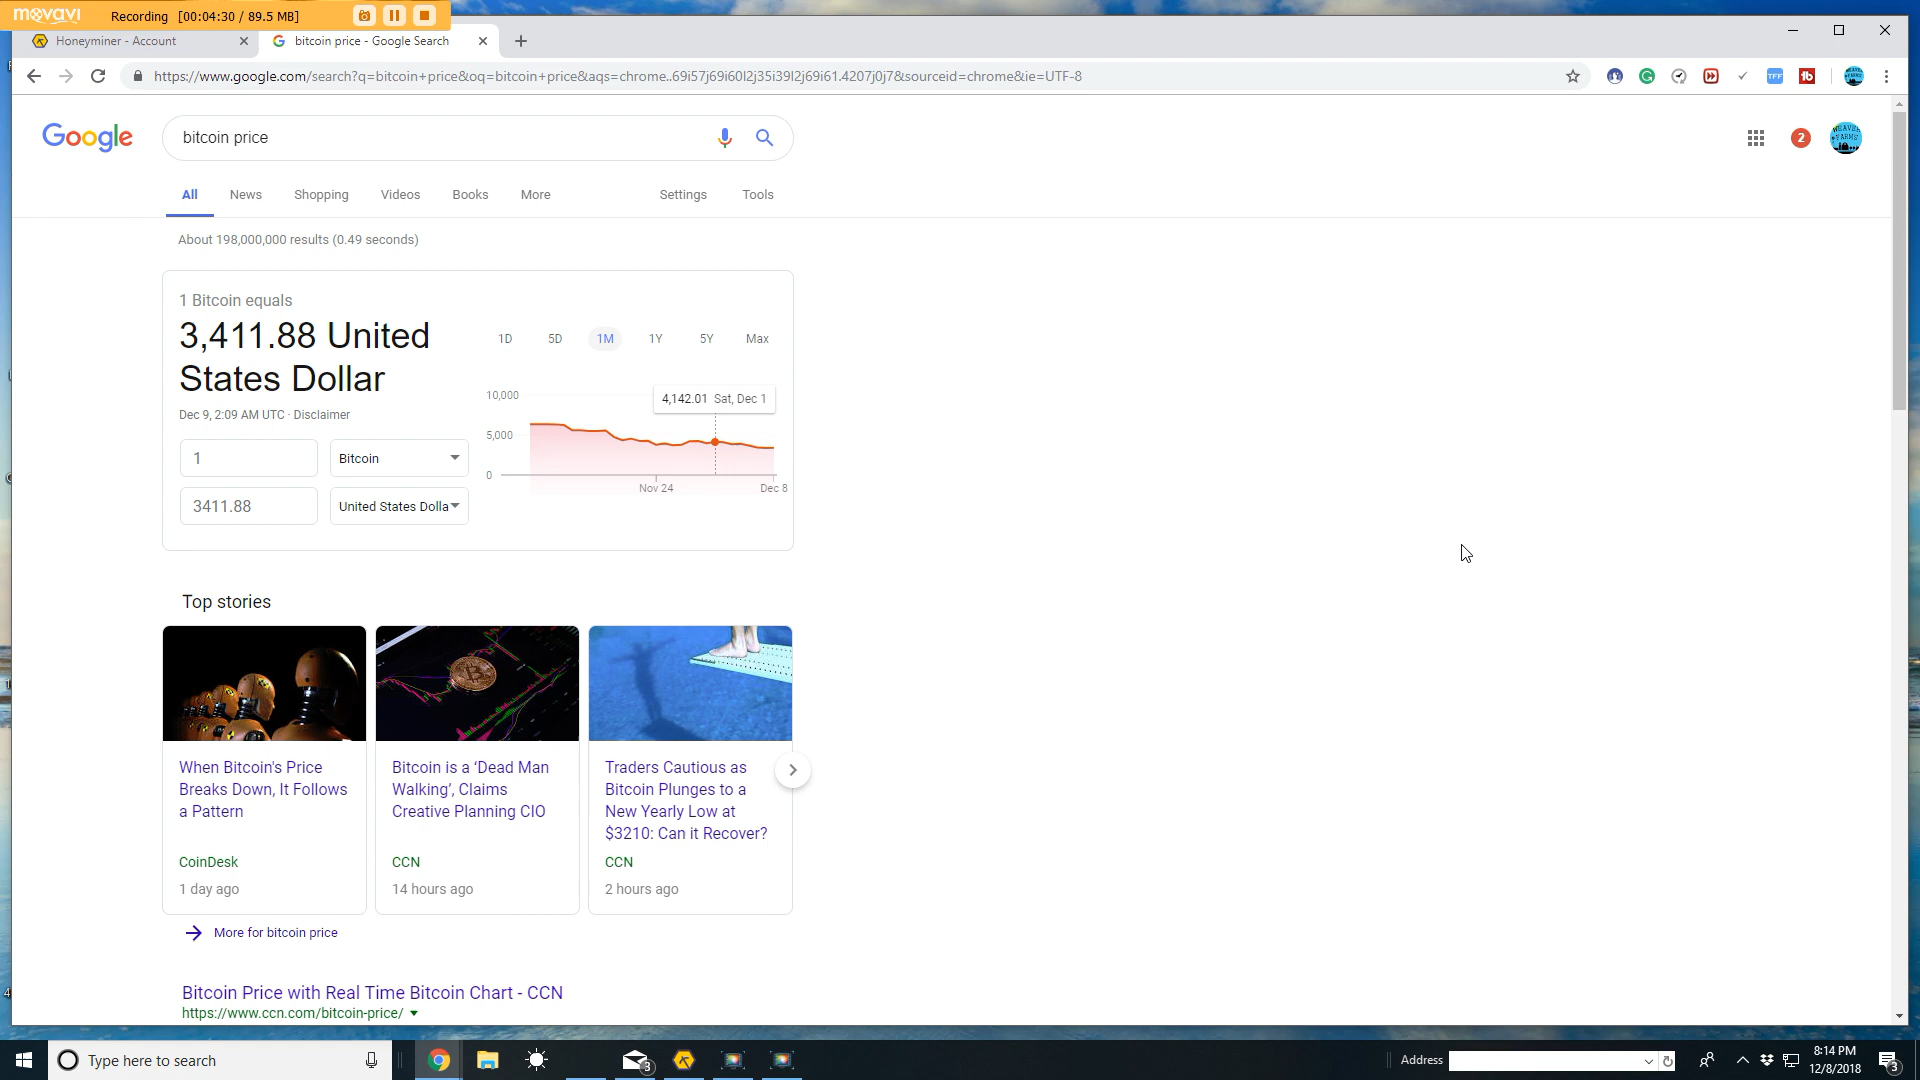 movavi Recording [00:04:30 / 89.5 MB]
Honeyminer - Account
bitcoin price - Google Search
https://www.google.com/search?q=bitcoin+price&oq=bitcoin+price&aqs=chrome..69i57j69i60l2j35i39l2j69i61.4207j0j7&sourceid=chrome&ie=UTF-8
TFF
tb
Google
bitcoin price
2
All News Shopping Videos Books More Settings Tools
About 198,000,000 results (0.49 seconds)
1 Bitcoin equals
3,411.88 United
States Dollar
Dec 9, 2:09 AM UTC · Disclaimer
1 Bitcoin
3411.88 United States Dolla
1D 5D 1M 1Y 5Y Max
10,000
4,142.01 Sat, Dec 1
5,000
0
Nov 24 Dec 8
Top stories
When Bitcoin's Price
Breaks Down, It Follows
a Pattern
CoinDesk
1 day ago
Bitcoin is a ‘Dead Man
Walking’, Claims
Creative Planning CIO
CCN
14 hours ago
Traders Cautious as
Bitcoin Plunges to a
New Yearly Low at
$3210: Can it Recover?
CCN
2 hours ago
More for bitcoin price
Bitcoin Price with Real Time Bitcoin Chart - CCN
https://www.ccn.com/bitcoin-price/
Type here to search
3
Address
8:14 PM
12/8/2018
3